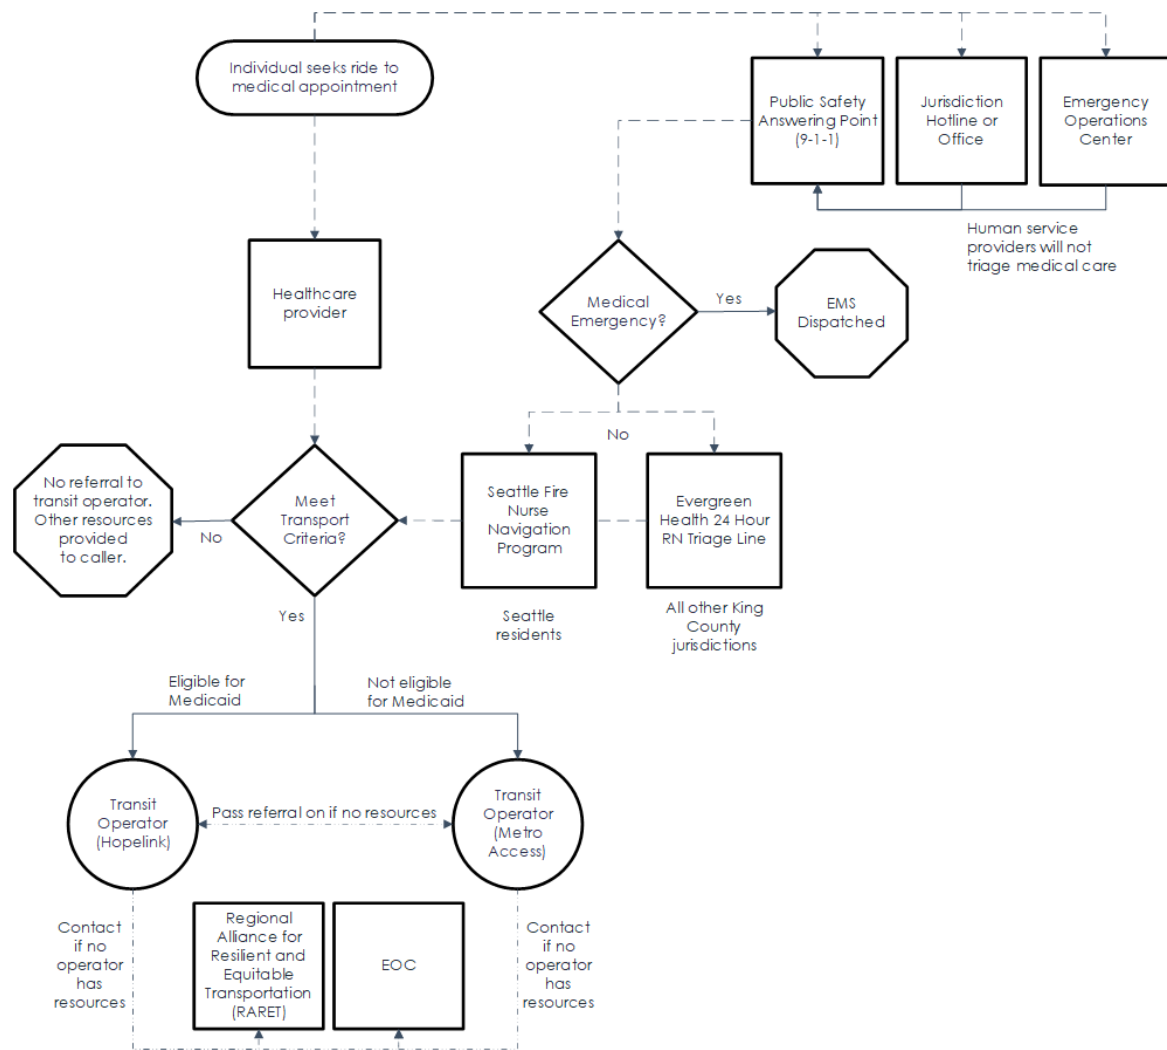 Individual seeks ride to
medical appointment
Public Safety
Answering Point
(9-1-1)
Jurisdiction
Hotline or
Office
Emergency
Operations
Center
Human service
providers will not
triage medical care
Healthcare
provider
Medical
Emergency?
Yes
EMS
Dispatched
No
No referral to
transit operator.
Other resources
provided
to caller.
No
Meet
Transport
Criteria?
Seattle Fire
Nurse
Navigation
Program
Evergreen
Health 24 Hour
RN Triage Line
Seattle
residents
All other King
County
jurisdictions
Yes
Eligible for
Medicaid
Not eligible
for Medicaid
Transit
Operator
(Hopelink)
Pass referral on if no resources
Transit
Operator
(Metro
Access)
Contact
if no
operator
has
resources
Regional
Alliance for
Resilient and
Equitable
Transportation
(RARET)
EOC
Contact
if no
operator
has
resources